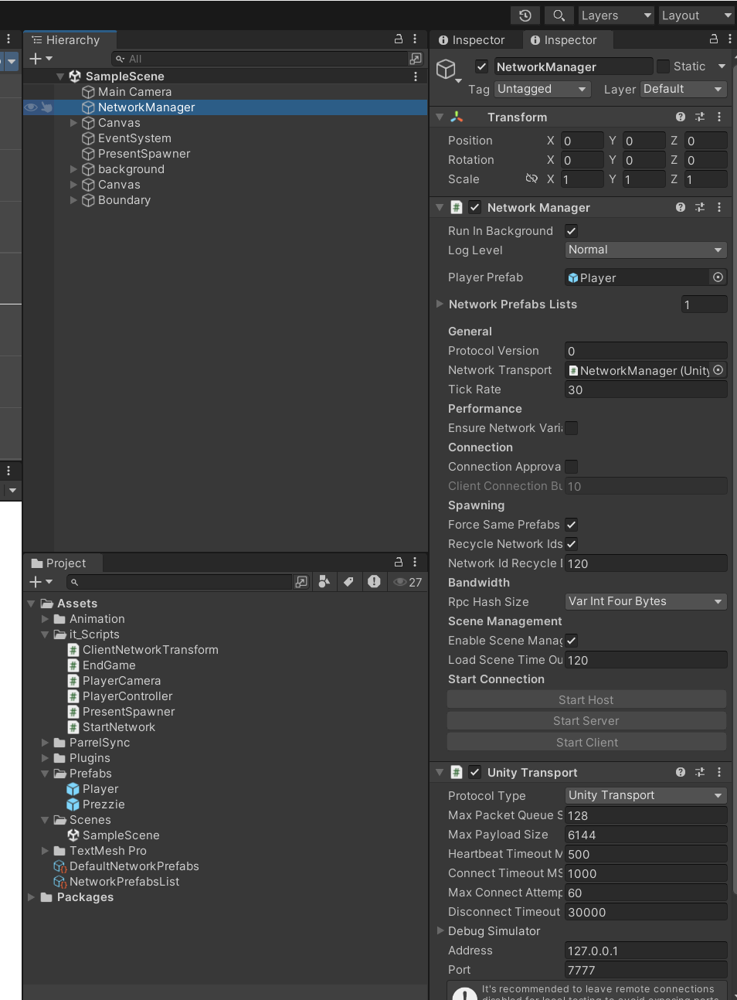 Layers
Layout
Hierarchy
All
SampleScene
Main Camera
NetworkManager
Canvas
EventSystem
PresentSpawner
background
Canvas
Boundary
Project
27
Assets
Animation
it_Scripts
ClientNetworkTransform
EndGame
PlayerCamera
PlayerController
PresentSpawner
StartNetwork
ParrelSync
Plugins
Prefabs
Player
Prezzie
Scenes
SampleScene
TextMesh Pro
DefaultNetworkPrefabs
NetworkPrefabsList
Packages
Inspector
Inspector
NetworkManager
Static
Tag Untagged
Layer Default
Transform
Position X 0 Y 0 Z 0
Rotation X 0 Y 0 Z 0
Scale X 1 Y 1 Z 1
Network Manager
Run In Background
Log Level Normal
Player Prefab Player
Network Prefabs Lists 1
General
Protocol Version 0
Network Transport NetworkManager (Unity
Tick Rate 30
Performance
Ensure Network Vari
Connection
Connection Approva
Client Connection Bu 10
Spawning
Force Same Prefabs
Recycle Network Ids
Network Id Recycle 120
Bandwidth
Rpc Hash Size Var Int Four Bytes
Scene Management
Enable Scene Manag
Load Scene Time Ou 120
Start Connection
Start Host
Start Server
Start Client
Unity Transport
Protocol Type Unity Transport
Max Packet Queue S 128
Max Payload Size 6144
Heartbeat Timeout M 500
Connect Timeout MS 1000
Max Connect Attemp 60
Disconnect Timeout 30000
Debug Simulator
Address 127.0.0.1
Port 7777
It's recommended to leave remote connections
disabled for local testing to avoid exposing ports